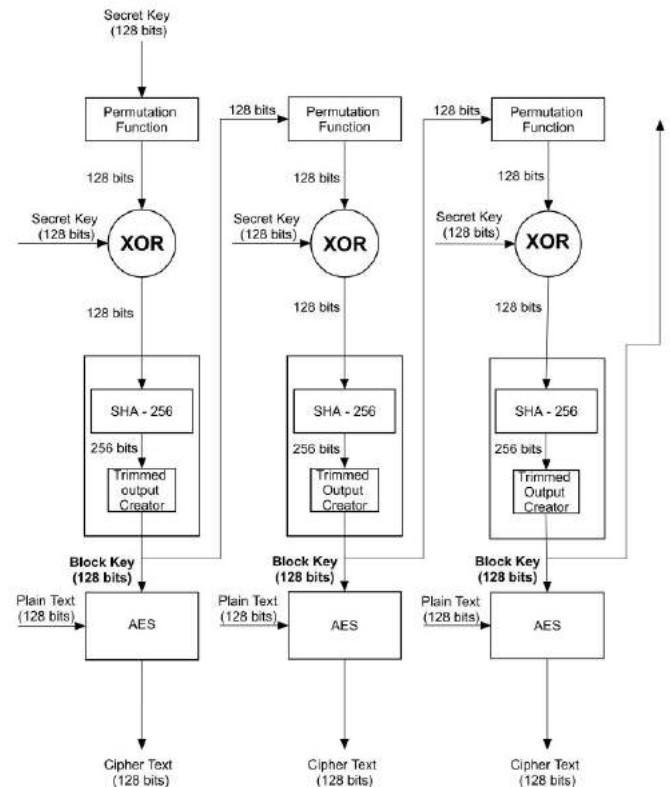 Secret Key
(128 bits)
Permutation
Function
128 bits
Secret Key
(128 bits)
XOR
128 bits
SHA - 256
256 bits
Trimmed
output
Creator
Block Key
(128 bits)
Plain Text
(128 bits)
AES
Cipher Text
(128 bits)
128 bits
Permutation
Function
128 bits
Secret Key
(128 bits)
XOR
128 bits
SHA - 256
256 bits
Trimmed
Output
Creator
Block Key
(128 bits)
Plain Text
(128 bits)
AES
Cipher Text
(128 bits)
128 bits
Permutation
Function
128 bits
Secret Key
(128 bits)
XOR
128 bits
SHA - 256
256 bits
Trimmed
Output
Creator
Block Key
(128 bits)
Plain Text
(128 bits)
AES
Cipher Text
(128 bits)